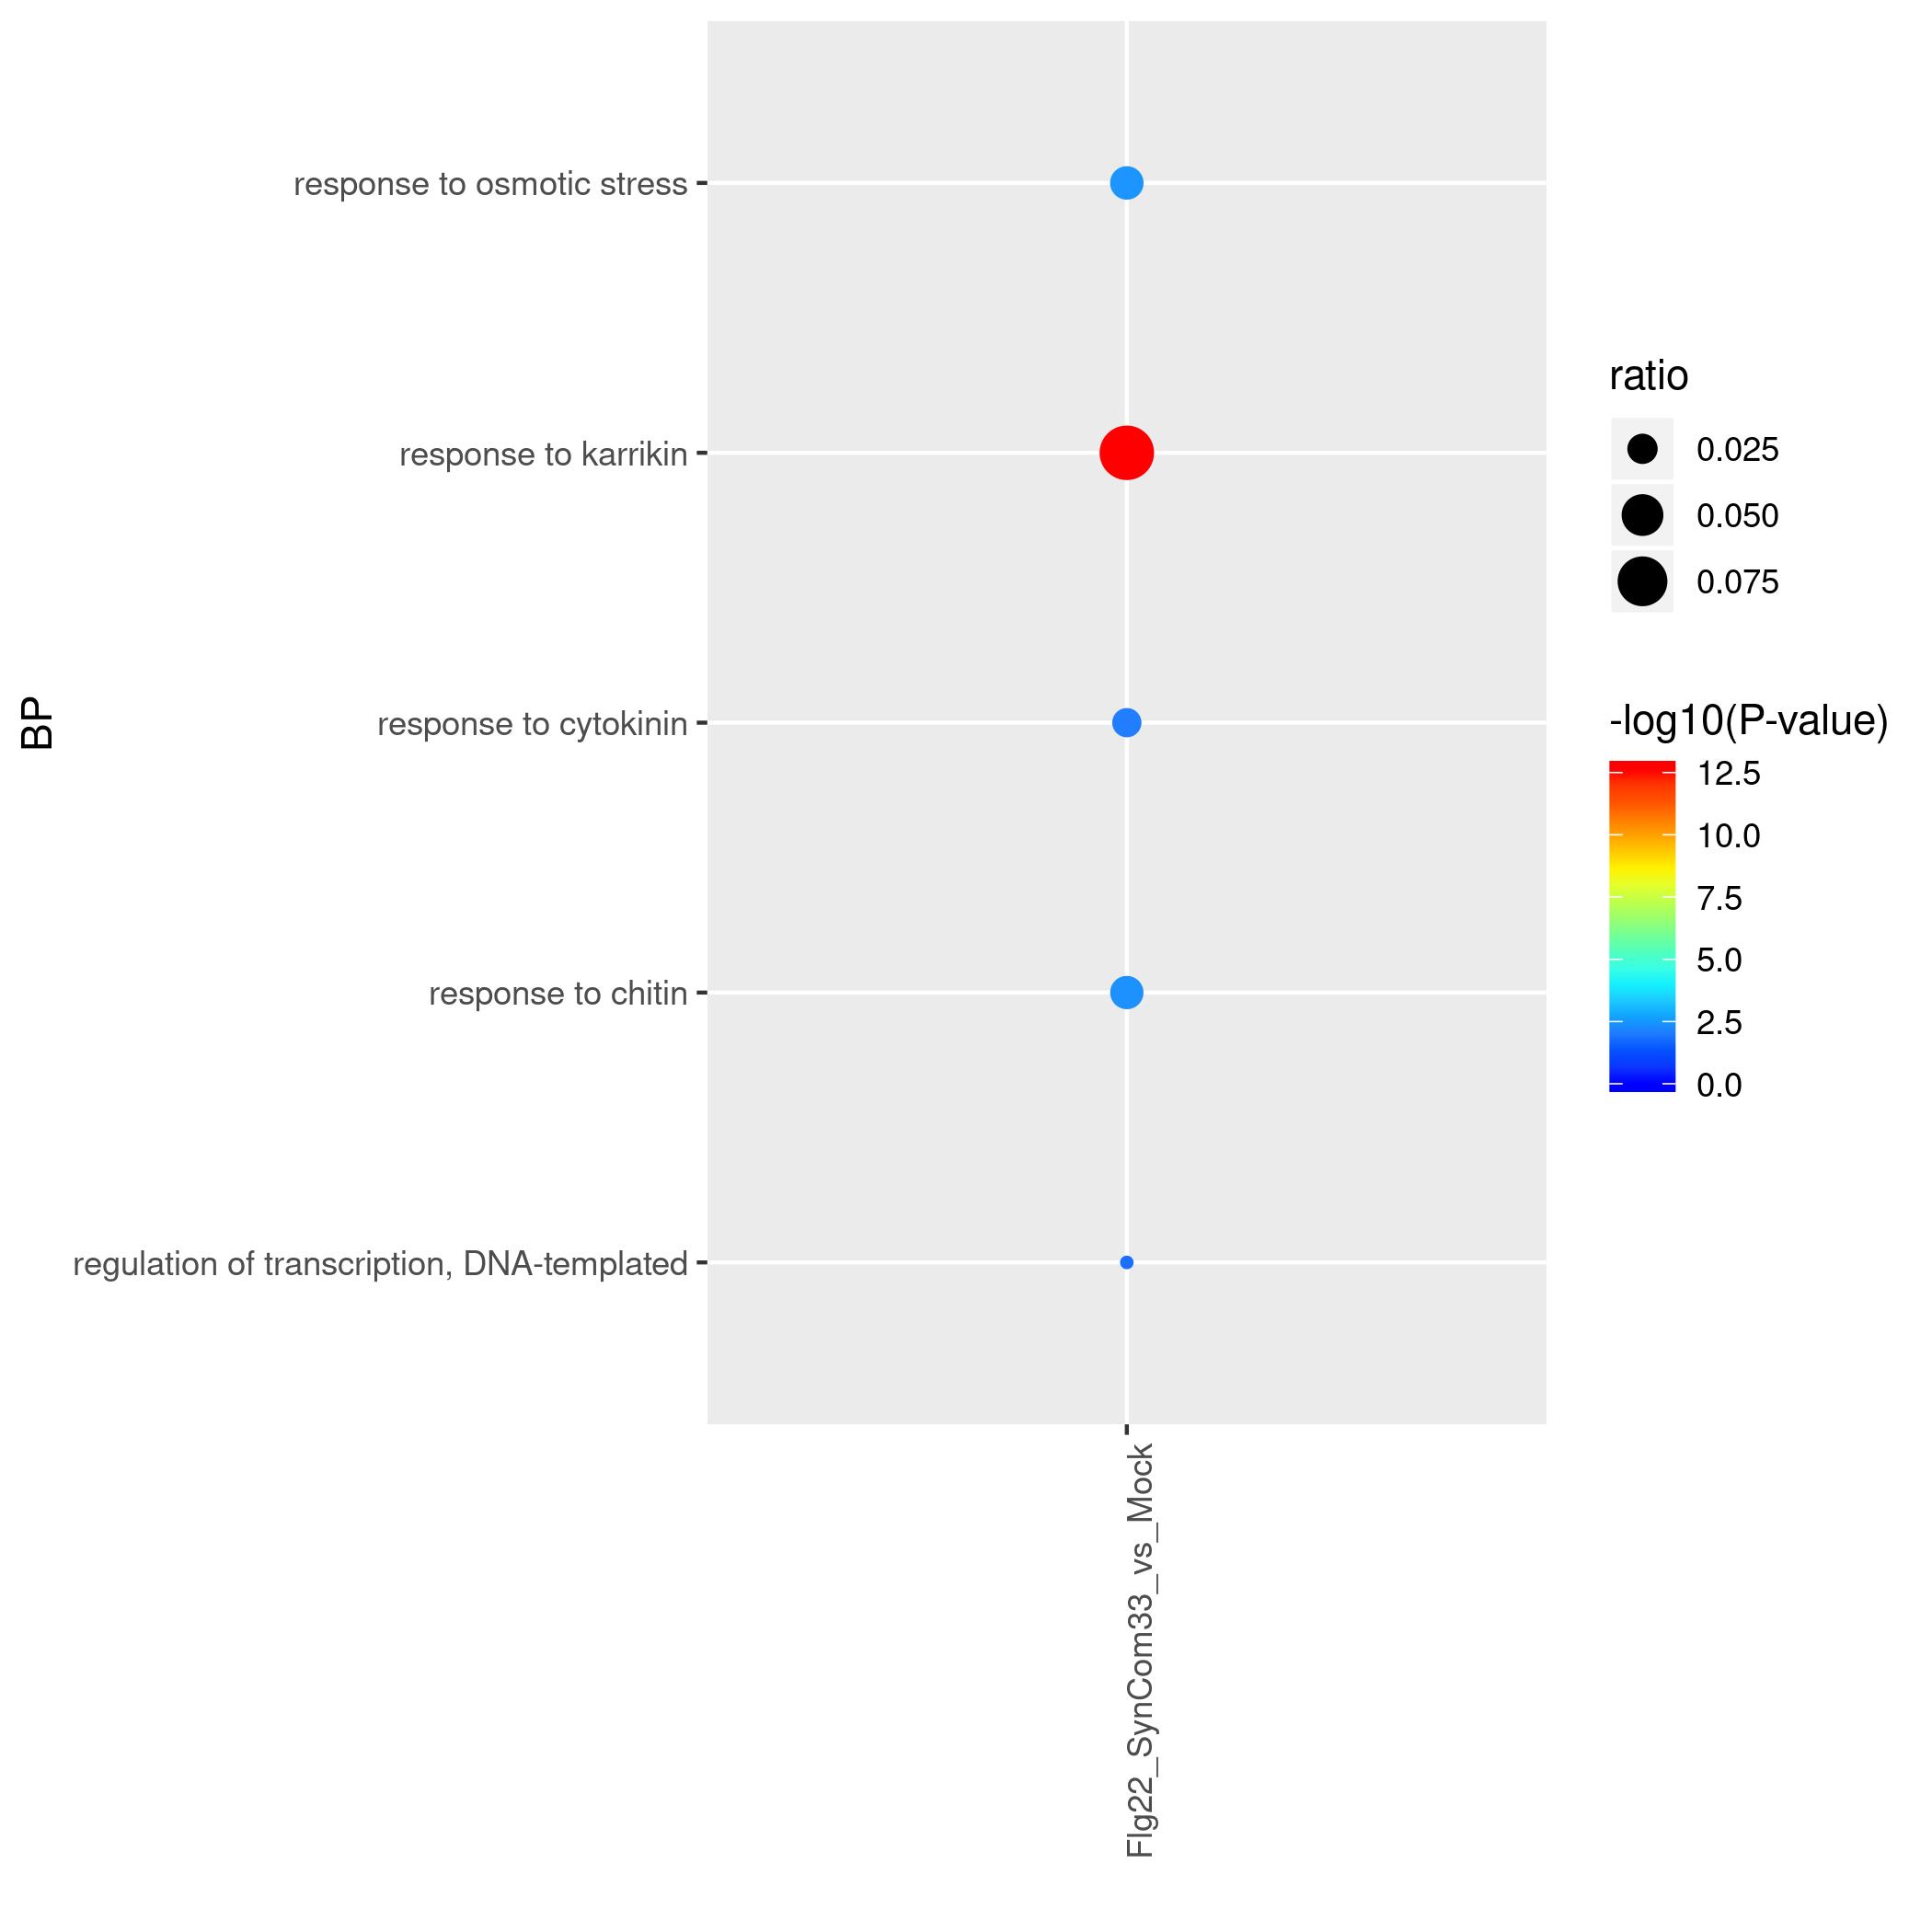 BP
response to osmotic stress
response to karrikin
response to cytokinin
response to chitin
regulation of transcription, DNA-templated
Flg22_SynCom33_vs_Mock
ratio
0.025
0.050
0.075
-log10(P-value)
12.5
10.0
7.5
5.0
2.5
0.0